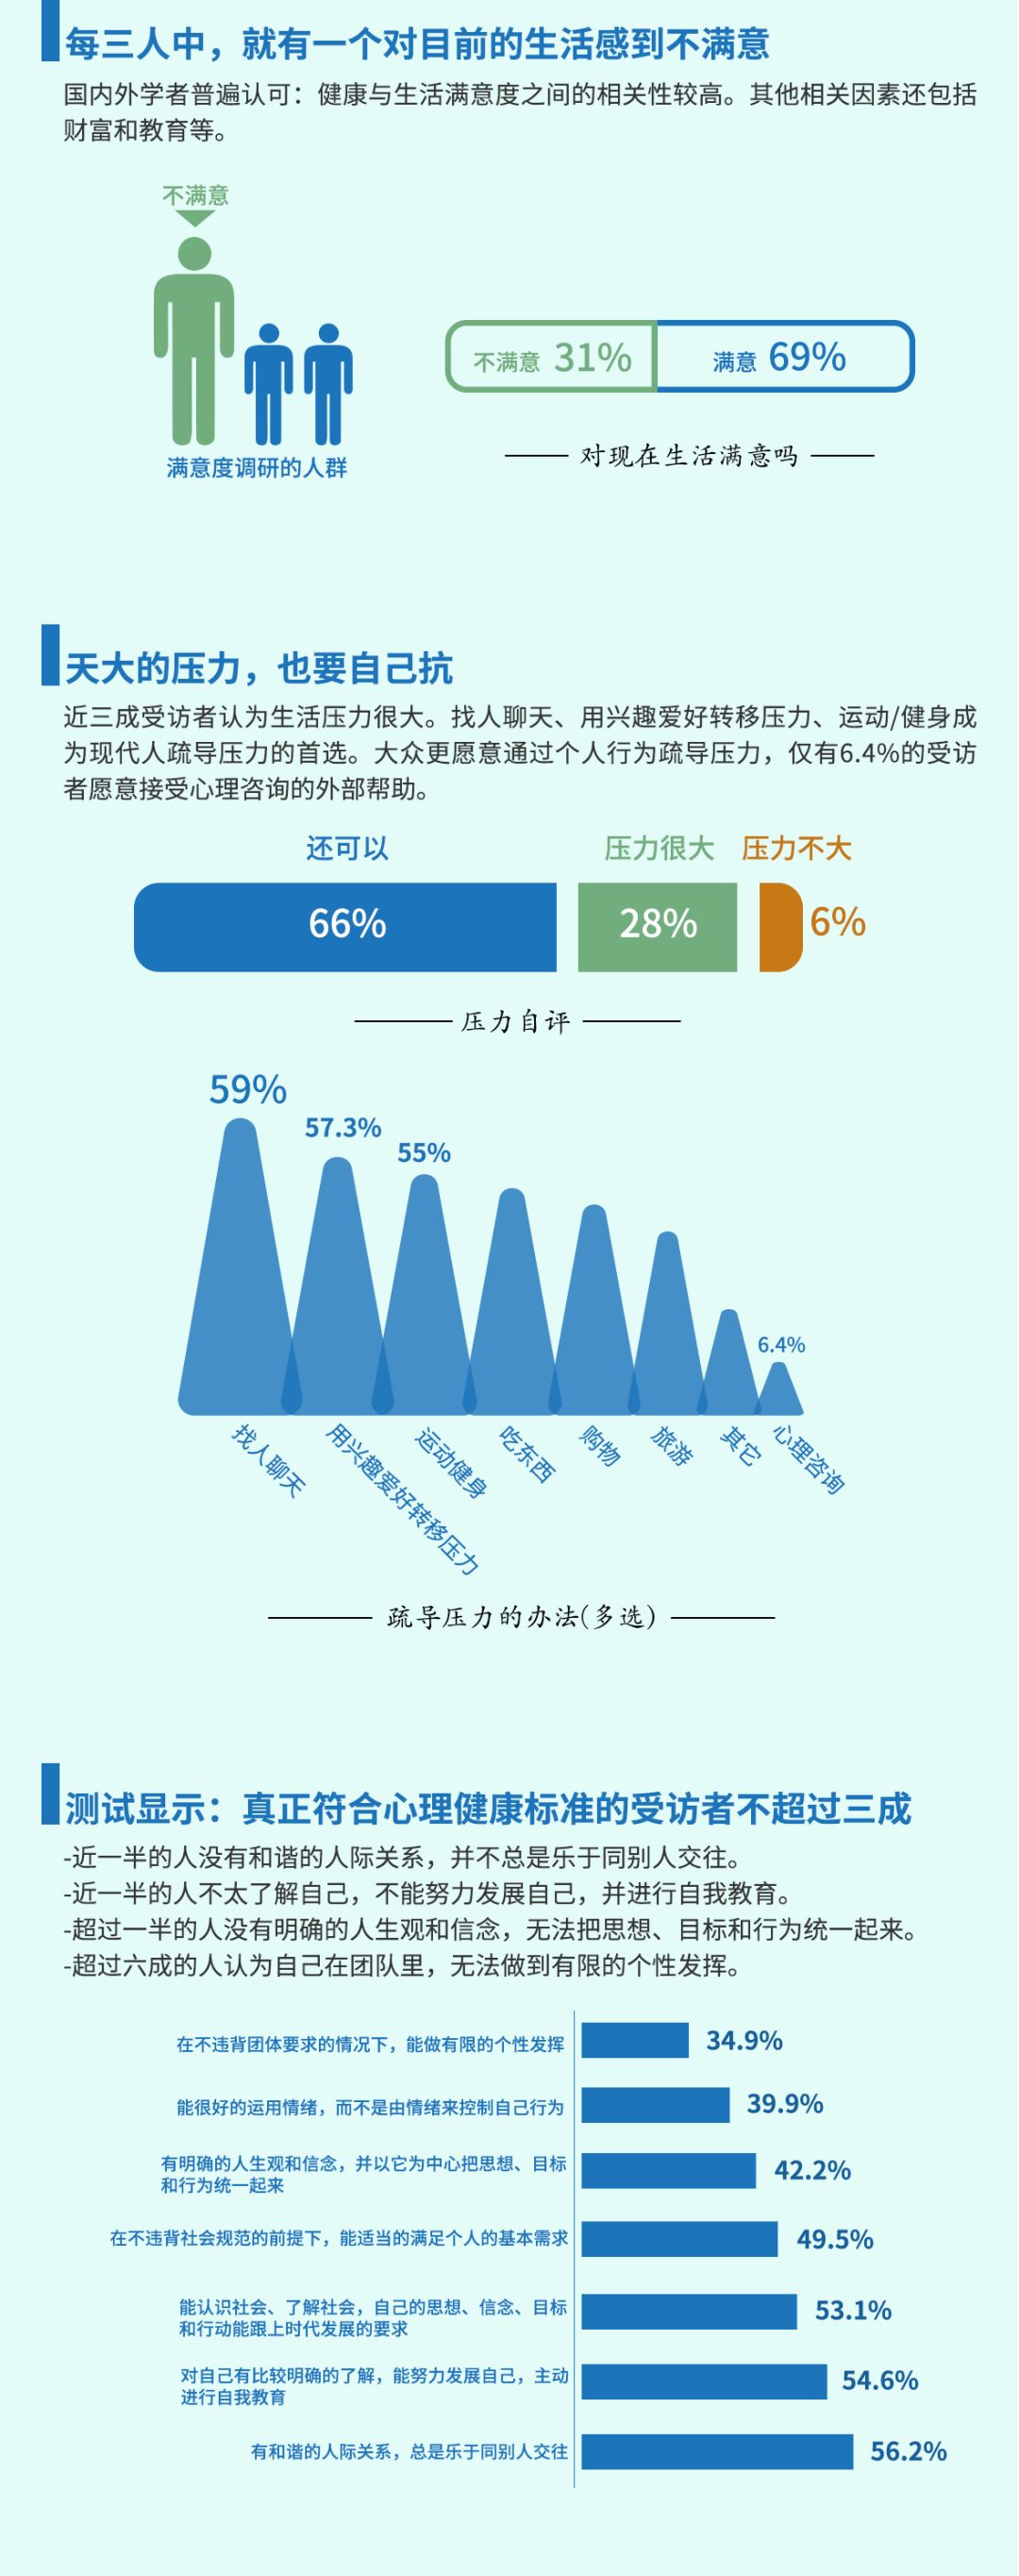 每三人中，就有一个对目前的生活感到不满意
国内外学者普遍认可：健康与生活满意度之间的相关性较高。其他相关因素还包括
财富和教育等。
不满意
不满意 31%
满意 69%
满意度调研的人群
对现在生活满意吗
天大的压力，也要自己抗
近三成受访者认为生活压力很大。找人聊天、用兴趣爱好转移压力、运动/健身成
为现代人疏导压力的首选。大众更愿意通过个人行为疏导压力，仅有6.4%的受访
者愿意接受心理咨询的外部帮助。
还可以
压力很大
压力不大
66%
28%
6%
压力自评
59%
57.3%
55%
6.4%
找人聊天
用兴趣爱好转移压力
运动健身
吃东西
购物
旅游
其它
心理咨询
疏导压力的办法(多选)
测试显示：真正符合心理健康标准的受访者不超过三成
-近一半的人没有和谐的人际关系，并不总是乐于同别人交往。
-近一半的人不太了解自己，不能努力发展自己，并进行自我教育。
-超过一半的人没有明确的人生观和信念，无法把思想、目标和行为统一起来。
-超过六成的人认为自己在团队里，无法做到有限的个性发挥。
在不违背团体要求的情况下，能做有限的个性发挥
34.9%
能很好的运用情绪，而不是由情绪来控制自己行为
39.9%
有明确的人生观和信念，并以它为中心把思想、目标
和行为统一起来
42.2%
在不违背社会规范的前提下，能适当的满足个人的基本需求
49.5%
能认识社会、了解社会，自己的思想、信念、目标
和行动能跟上时代发展的要求
53.1%
对自己有比较明确的了解，能努力发展自己，主动
进行自我教育
54.6%
有和谐的人际关系，总是乐于同别人交往
56.2%